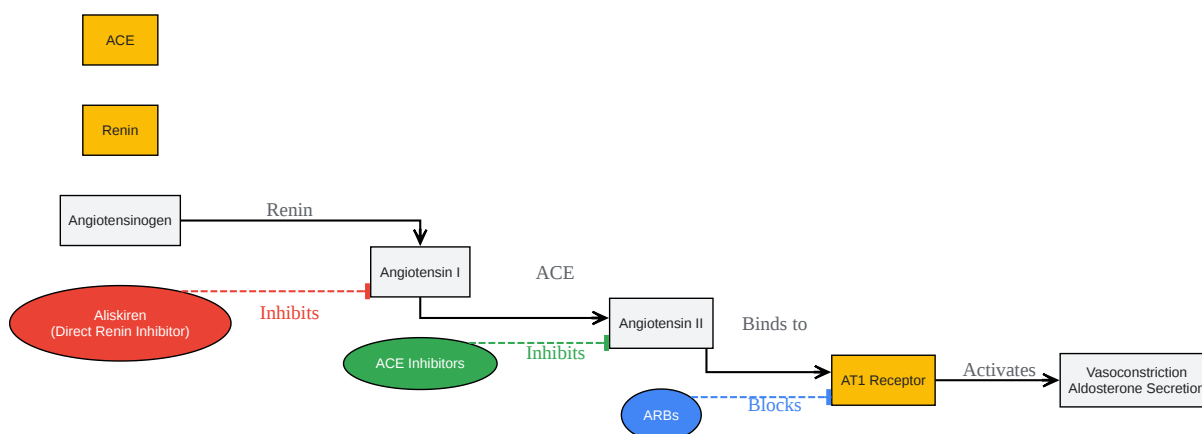 ACE
Renin
Angiotensinogen
Renin
Angiotensin I
ACE
Aliskiren
(Direct Renin Inhibitor)
Inhibits
Angiotensin II
Binds to
ACE Inhibitors
Inhibits
AT1 Receptor
Activates
Vasoconstriction
Aldosterone Secretion
ARBs
Blocks